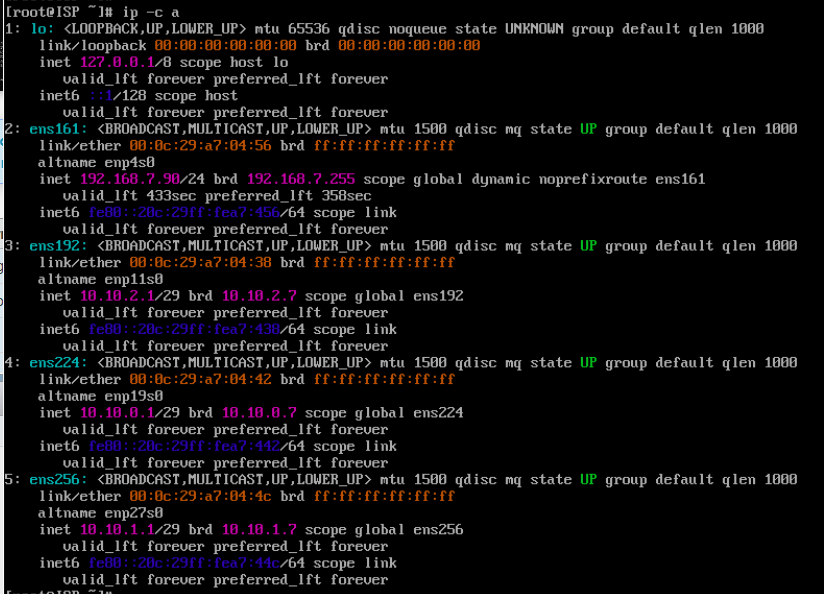 [root@ISP ~]# ip -c a
1: lo: <LOOPBACK,UP,LOWER_UP> mtu 65536 qdisc noqueue state UNKNOWN group default qlen 1000
link/loopback 00:00:00:00:00:00 brd 00:00:00:00:00:00
inet 127.0.0.1/8 scope host lo
valid_lft forever preferred_lft forever
inet6 ::1/128 scope host
valid_lft forever preferred_lft forever
2: ens161: <BROADCAST,MULTICAST,UP,LOWER_UP> mtu 1500 qdisc mq state UP group default qlen 1000
link/ether 00:0c:29:a7:04:56 brd ff:ff:ff:ff:ff:ff
altname enp4s0
inet 192.168.7.90/24 brd 192.168.7.255 scope global dynamic noprefixroute ens161
valid_lft 433sec preferred_lft 358sec
inet6 fe80::20c:29ff:fea7:456/64 scope link
valid_lft forever preferred_lft forever
3: ens192: <BROADCAST,MULTICAST,UP,LOWER_UP> mtu 1500 qdisc mq state UP group default qlen 1000
link/ether 00:0c:29:a7:04:38 brd ff:ff:ff:ff:ff:ff
altname enp11s0
inet 10.10.2.1/29 brd 10.10.2.7 scope global ens192
valid_lft forever preferred_lft forever
inet6 fe80::20c:29ff:fea7:438/64 scope link
valid_lft forever preferred_lft forever
4: ens224: <BROADCAST,MULTICAST,UP,LOWER_UP> mtu 1500 qdisc mq state UP group default qlen 1000
link/ether 00:0c:29:a7:04:42 brd ff:ff:ff:ff:ff:ff
altname enp19s0
inet 10.10.0.1/29 brd 10.10.0.7 scope global ens224
valid_lft forever preferred_lft forever
inet6 fe80::20c:29ff:fea7:442/64 scope link
valid_lft forever preferred_lft forever
5: ens256: <BROADCAST,MULTICAST,UP,LOWER_UP> mtu 1500 qdisc mq state UP group default qlen 1000
link/ether 00:0c:29:a7:04:4c brd ff:ff:ff:ff:ff:ff
altname enp27s0
inet 10.10.1.1/29 brd 10.10.1.7 scope global ens256
valid_lft forever preferred_lft forever
inet6 fe80::20c:29ff:fea7:44c/64 scope link
valid_lft forever preferred_lft forever
[root@ISP ~]#